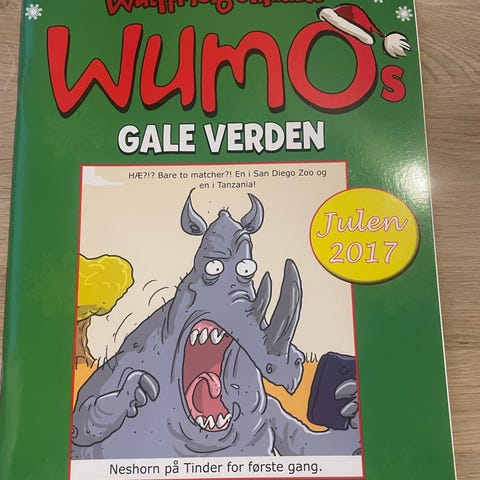 WUMOs
GALE VERDEN
HÆ?!? Bare to matcher?! En i San Diego Zoo og
en i Tanzania!
Julen
2017
Neshorn på Tinder for første gang.